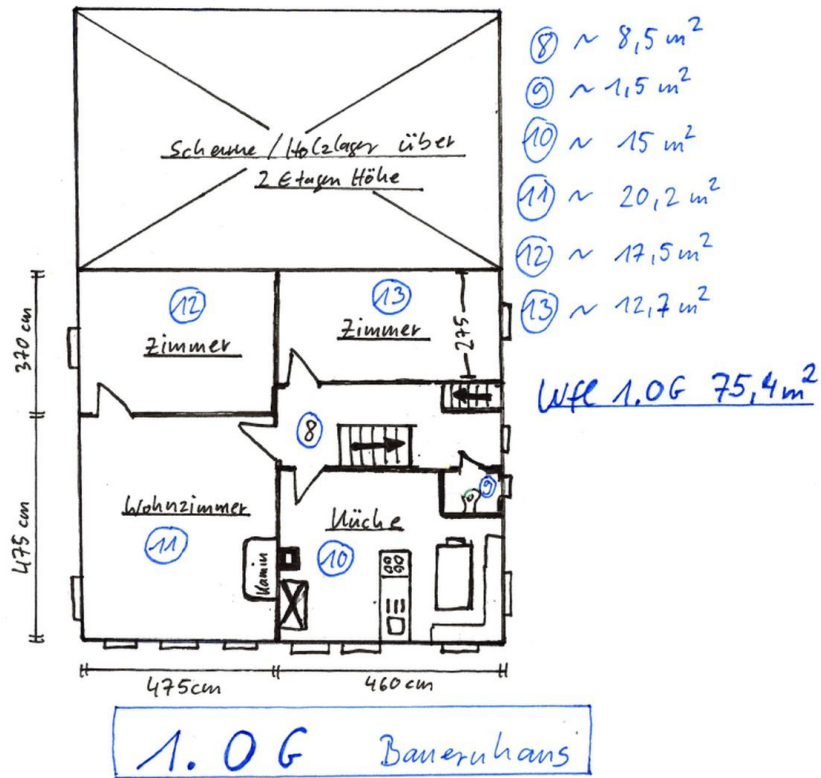 Scheune / Holzlager über
2 Etagen Höhe
8 ~ 8,5 m²
9 ~ 1,5 m²
10 ~ 15 m²
11 ~ 20,2 m²
12 ~ 17,5 m²
13 ~ 12,7 m²
Wfl 1.OG 75,4 m²
370 cm
12
Zimmer
13
Zimmer
275
8
475 cm
Wohnzimmer
11
Kamin
Küche
10
9
475cm
460 cm
1. OG Bauernhaus